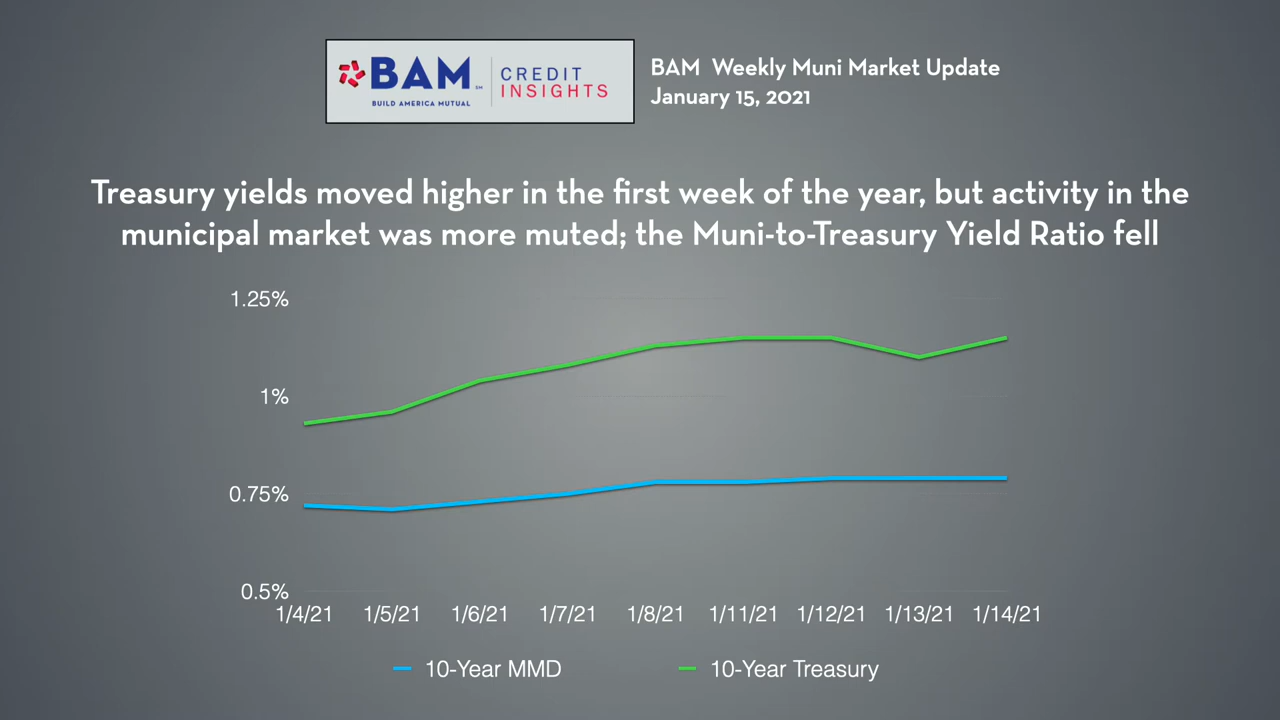 BAM SM
BUILD AMERICA MUTUAL
CREDIT
INSIGHTS
BAM Weekly Muni Market Update
January 15, 2021
Treasury yields moved higher in the first week of the year, but activity in the
municipal market was more muted; the Muni-to-Treasury Yield Ratio fell
1.25%
1%
0.75%
0.5%
1/4/21 1/5/21 1/6/21 1/7/21 1/8/21 1/11/21 1/12/21 1/13/21 1/14/21
10-Year MMD 10-Year Treasury